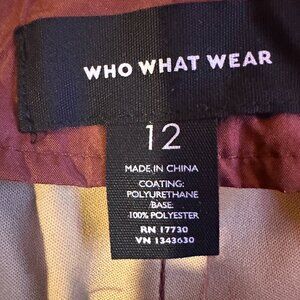 WHO WHAT WEAR
12
MADE IN CHINA
COATING:
POLYURETHANE
BASE:
100% POLYESTER
RN 17730
VN 1343630